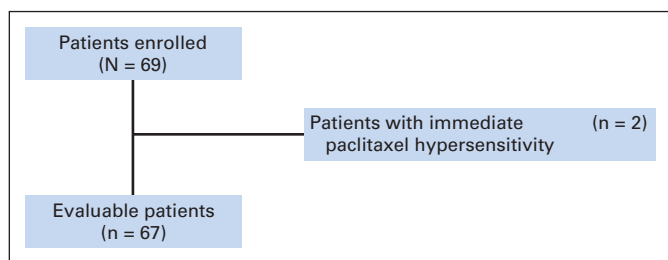 Patients enrolled
(N = 69)
Patients with immediate (n = 2)
paclitaxel hypersensitivity
Evaluable patients
(n = 67)